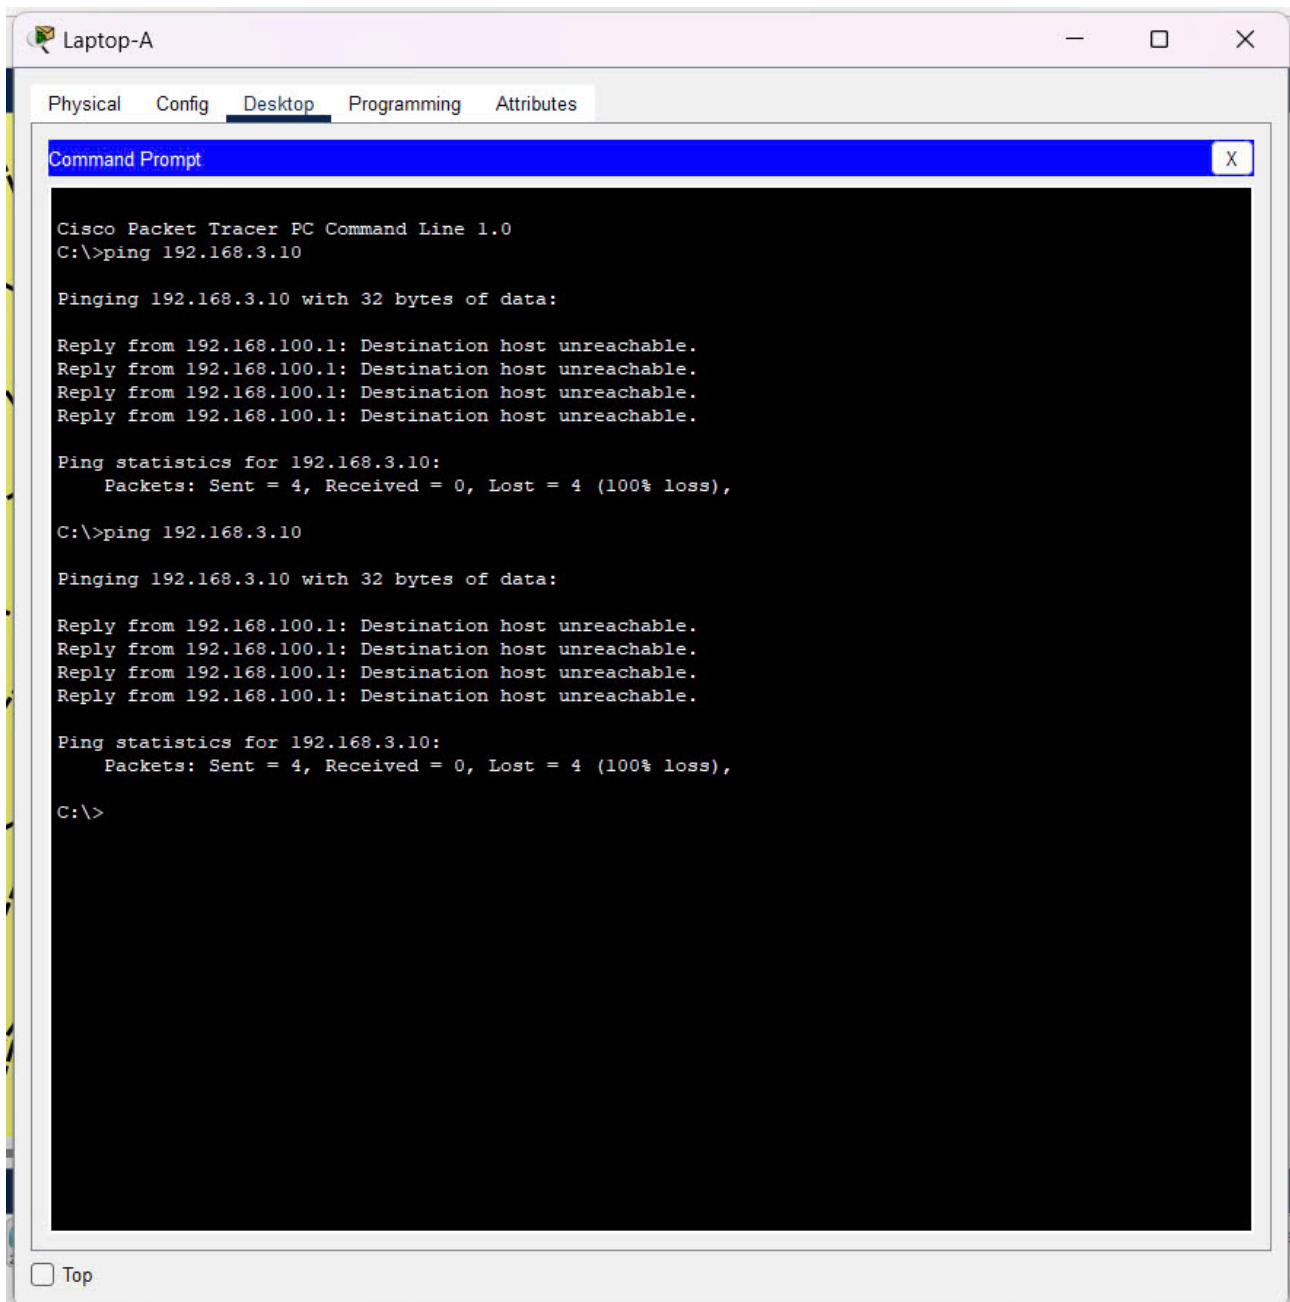 Laptop-A
Physical Config Desktop Programming Attributes
Command Prompt
X
Cisco Packet Tracer PC Command Line 1.0
C:\>ping 192.168.3.10
Pinging 192.168.3.10 with 32 bytes of data:
Reply from 192.168.100.1: Destination host unreachable.
Reply from 192.168.100.1: Destination host unreachable.
Reply from 192.168.100.1: Destination host unreachable.
Reply from 192.168.100.1: Destination host unreachable.
Ping statistics for 192.168.3.10:
Packets: Sent = 4, Received = 0, Lost = 4 (100% loss),
C:\>ping 192.168.3.10
Pinging 192.168.3.10 with 32 bytes of data:
Reply from 192.168.100.1: Destination host unreachable.
Reply from 192.168.100.1: Destination host unreachable.
Reply from 192.168.100.1: Destination host unreachable.
Reply from 192.168.100.1: Destination host unreachable.
Ping statistics for 192.168.3.10:
Packets: Sent = 4, Received = 0, Lost = 4 (100% loss),
C:\>
Top